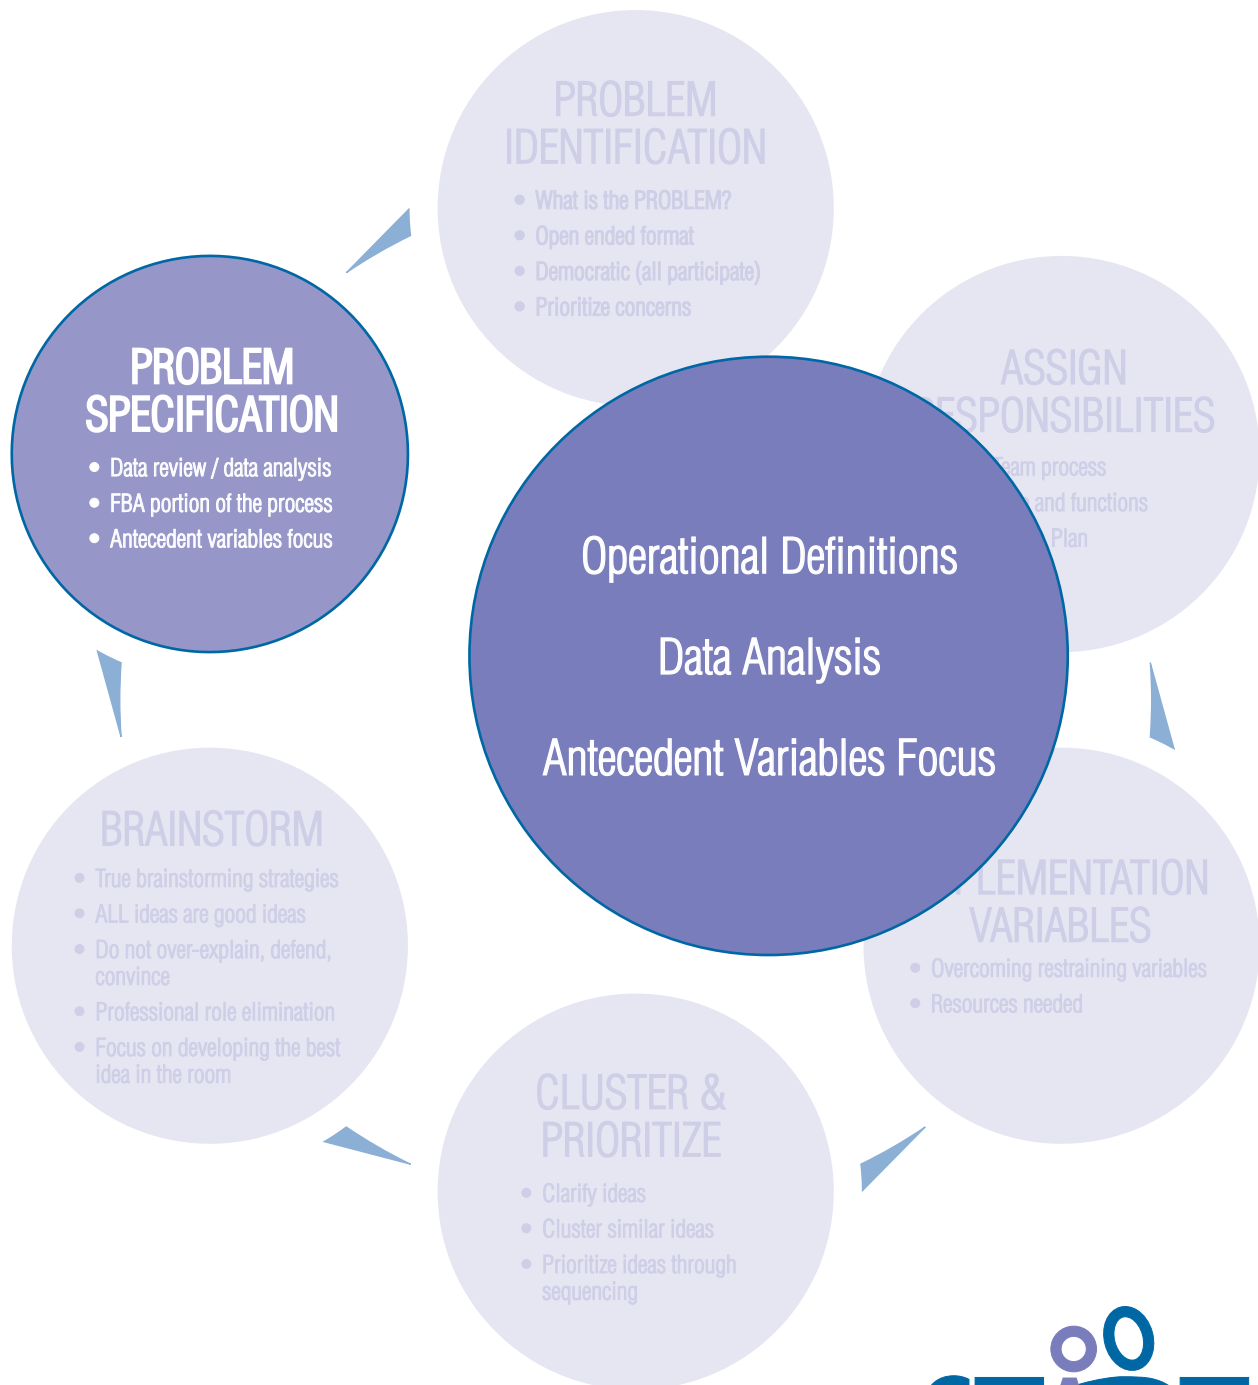 PROBLEM
IDENTIFICATION
• What is the PROBLEM?
• Open ended format
• Democratic (all participate)
• Prioritize concerns
PROBLEM
SPECIFICATION
• Data review / data analysis
• FBA portion of the process
• Antecedent variables focus
ASSIGN
process
and functions
Plan
Operational Definitions
Data Analysis
Antecedent Variables Focus
BRAINSTORM
• True brainstorming strategies
• ALL ideas are good ideas
• Do not over-explain, defend,
convince
• Professional role elimination
• Focus on developing the best
idea in the room
VARIABLES
• Overcoming restraining variables
• Resources needed
CLUSTER &
PRIORITIZE
• Clarify ideas
• Cluster similar ideas
• Prioritize ideas through
sequencing